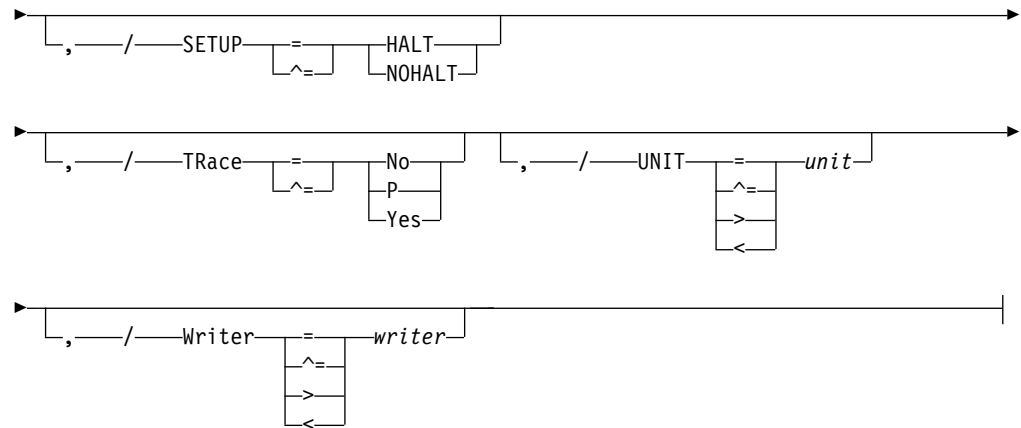 , / SETUP = HALT
^= NOHALT
, / TRace = No , / UNIT = unit
^= P ^=
Yes >
<
, / Writer = writer
^=
>
<